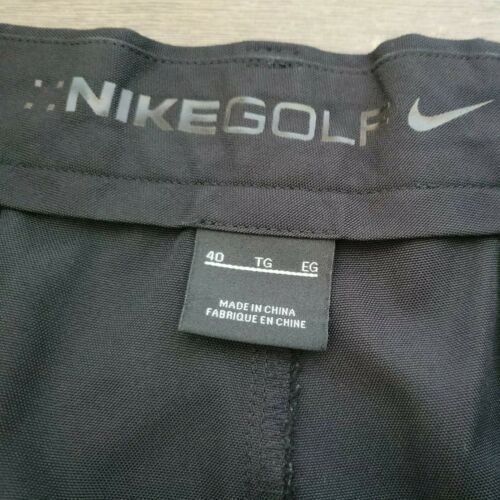 NIKEGOLF
40 TG EG
MADE IN CHINA
FABRIQUE EN CHINE